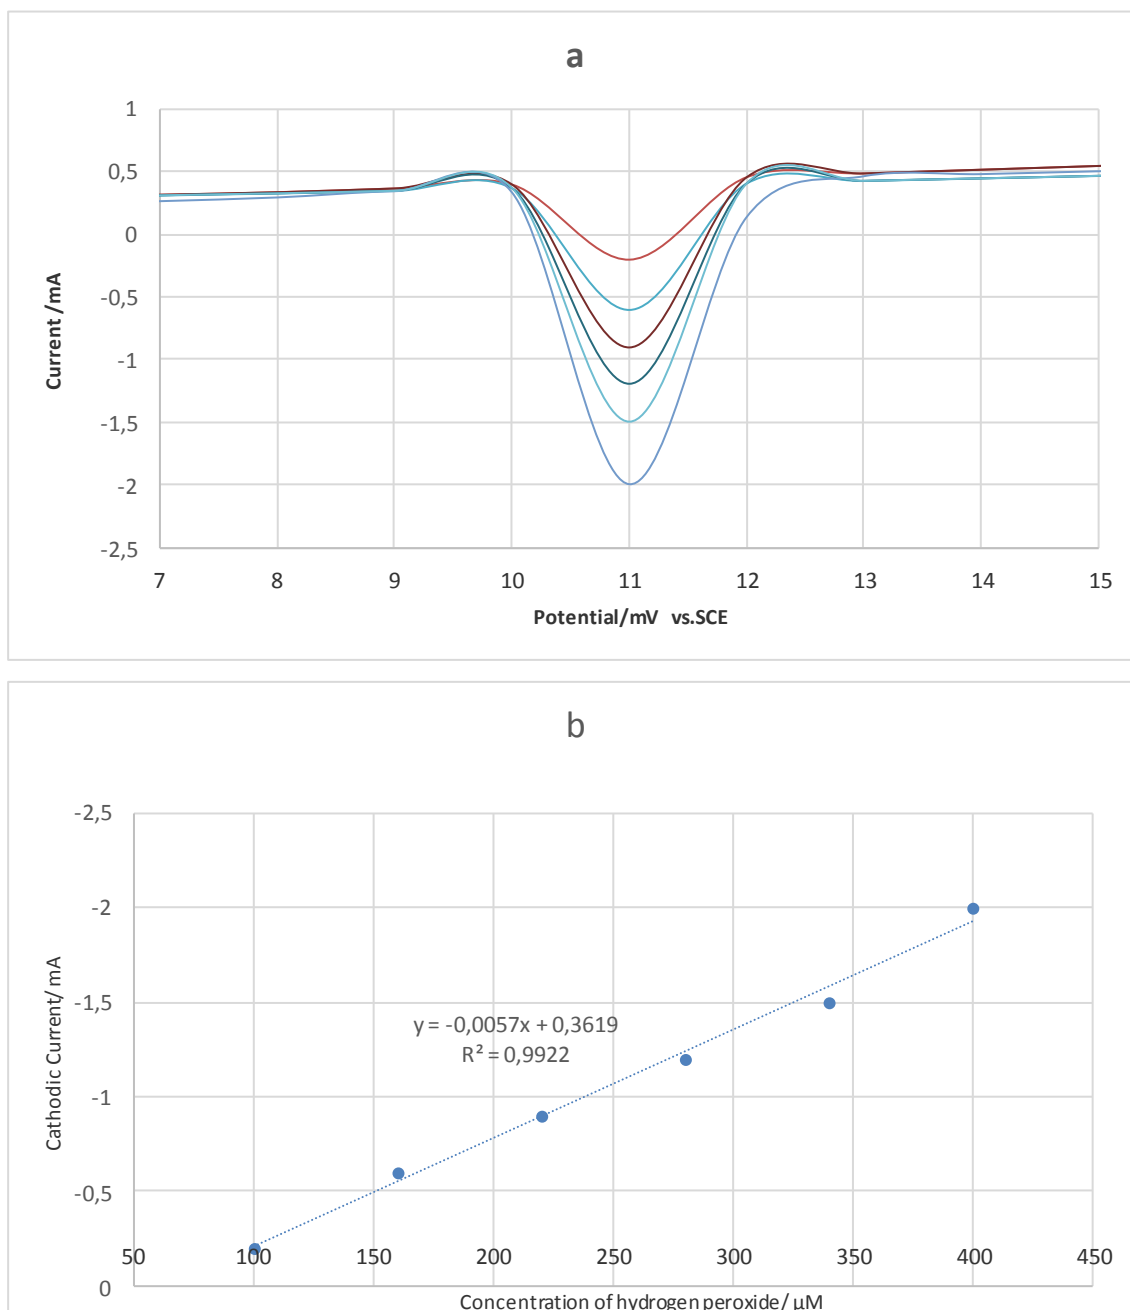 a
1
0,5
0
-0,5
-1
-1,5
-2
-2,5
Current /mA
7 8 9 10 11 12 13 14 15
Potential/mV vs.SCE
b
-2,5
-2
-1,5
-1
-0,5
0
Cathodic Current/ mA
y = -0,0057x + 0,3619
R² = 0,9922
50 100 150 200 250 300 350 400 450
Concentration of hydrogen peroxide/ µM